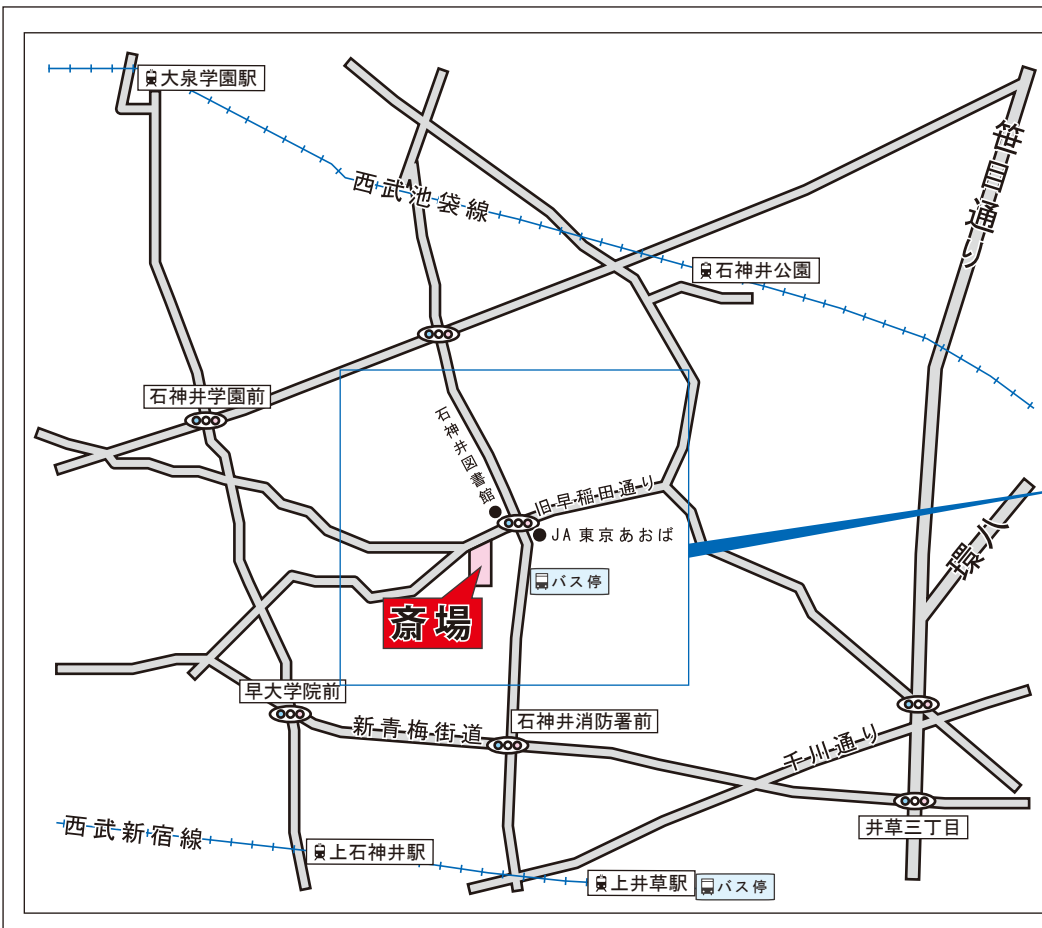 大泉学園駅
西武池袋線
笹目通り
石神井公園
石神井学園前
石神井図書館
旧早稲田通り
JA 東京あおば
環八
バス停
斎場
早大学院前
新青梅街道
石神井消防署前
千川通り
井草三丁目
西武新宿線
上石神井駅
上井草駅
バス停